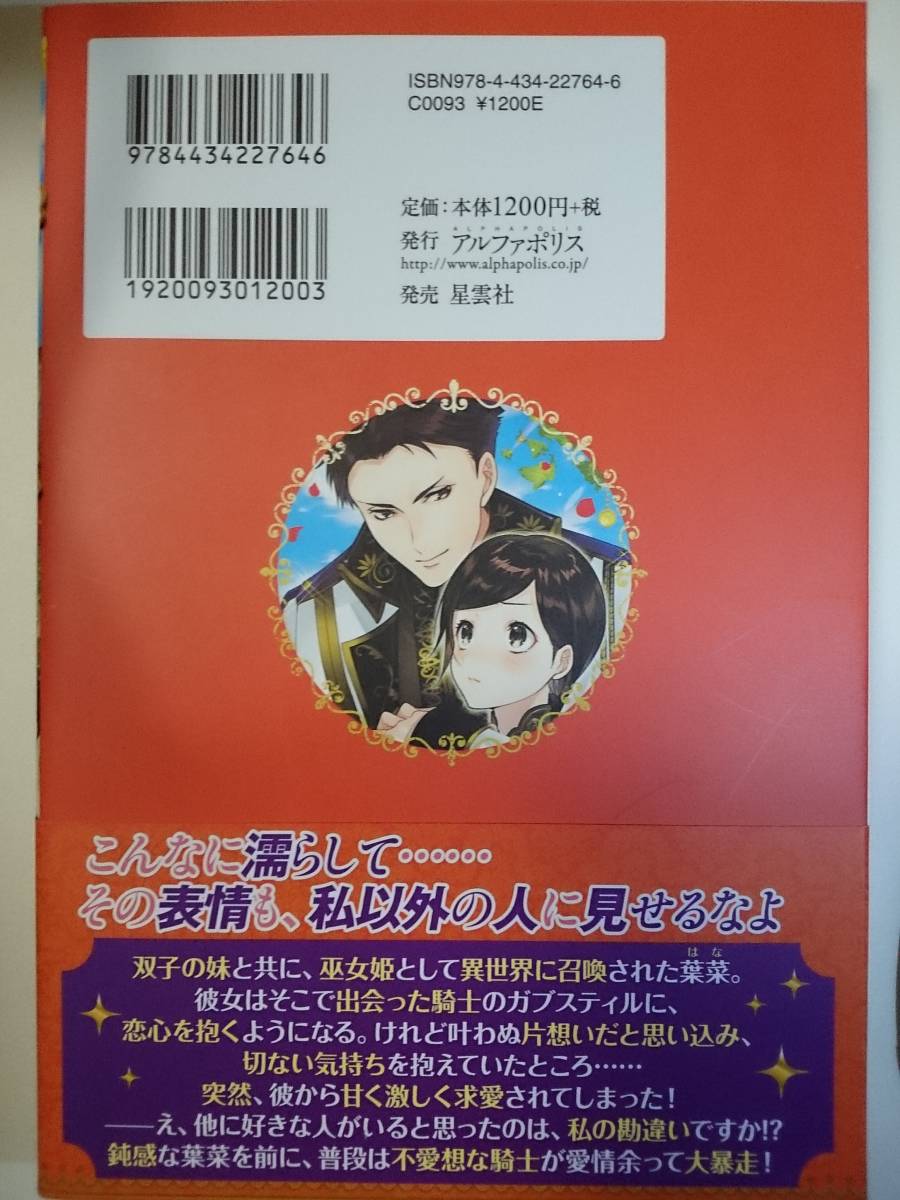 ISBN978-4-434-22764-6
C0093 ¥1200E
9784434227646
定価：本体1200円+税
ALPHAPOLIS
発行 アルファポリス
http://www.alphapolis.co.jp/
1920093012003
発売 星雲社
こんなに濡らして……
その表情も、私以外の人に見せるなよ
はな
双子の妹と共に、巫女姫として異世界に召喚された葉菜。
彼女はそこで出会った騎士のガブスティルに、
恋心を抱くようになる。けれど叶わぬ片想いだと思い込み、
切ない気持ちを抱えていたところ……
突然、彼から甘く激しく求愛されてしまった！
――え、他に好きな人がいると思ったのは、私の勘違いですか!?
鈍感な葉菜を前に、普段は不愛想な騎士が愛情余って大暴走！